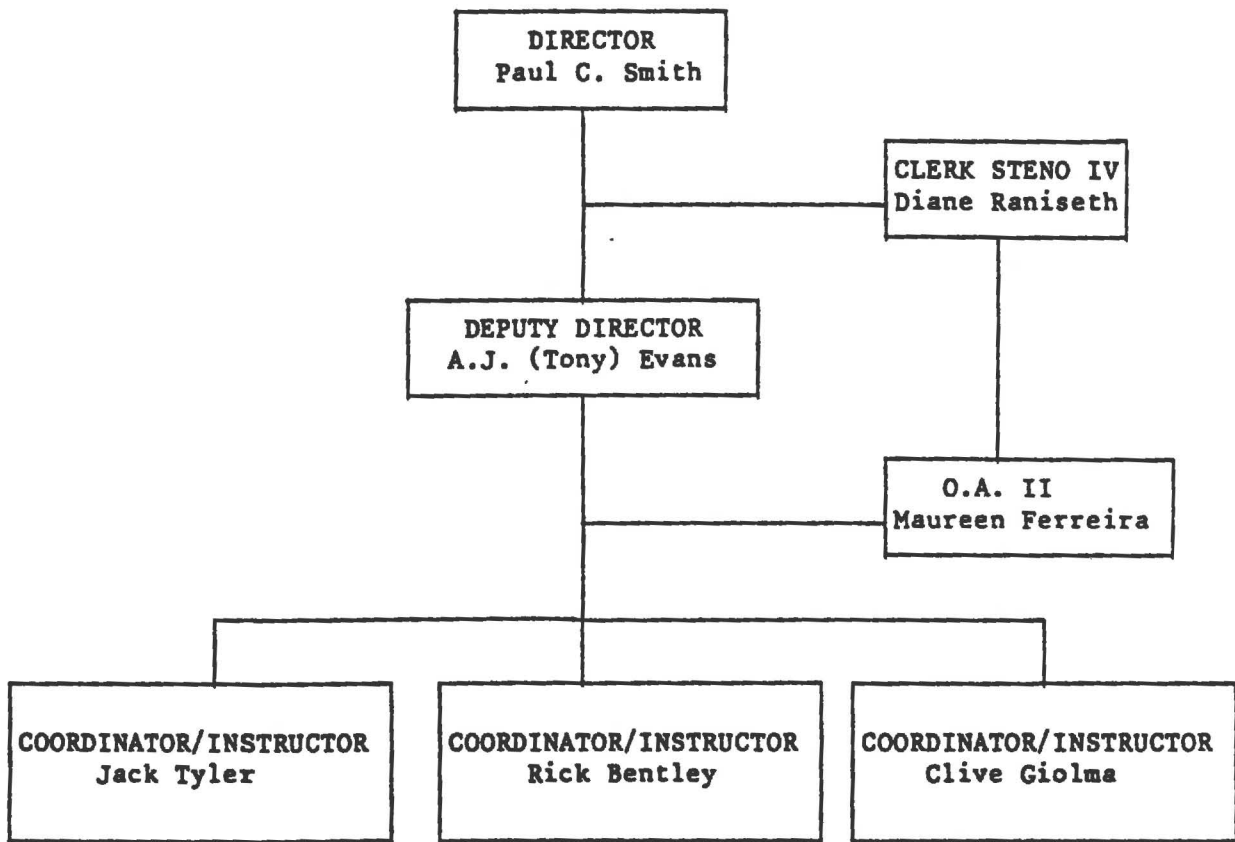 DIRECTOR
Paul C. Smith
CLERK STENO IV
Diane Raniseth
DEPUTY DIRECTOR
A.J. (Tony) Evans
O.A. II
Maureen Ferreira
COORDINATOR/INSTRUCTOR
Jack Tyler
COORDINATOR/INSTRUCTOR
Rick Bentley
COORDINATOR/INSTRUCTOR
Clive Giolma